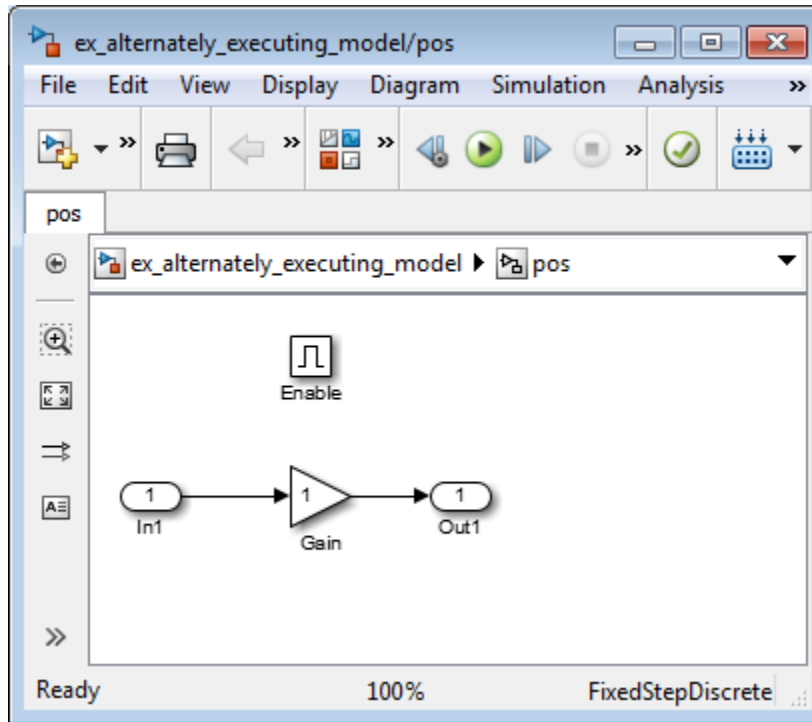 ex_alternately_executing_model/pos
File Edit View Display Diagram Simulation Analysis »
» » » »
pos
ex_alternately_executing_model pos
Enable
1 1 1
In1 Gain Out1
»
Ready 100% FixedStepDiscrete